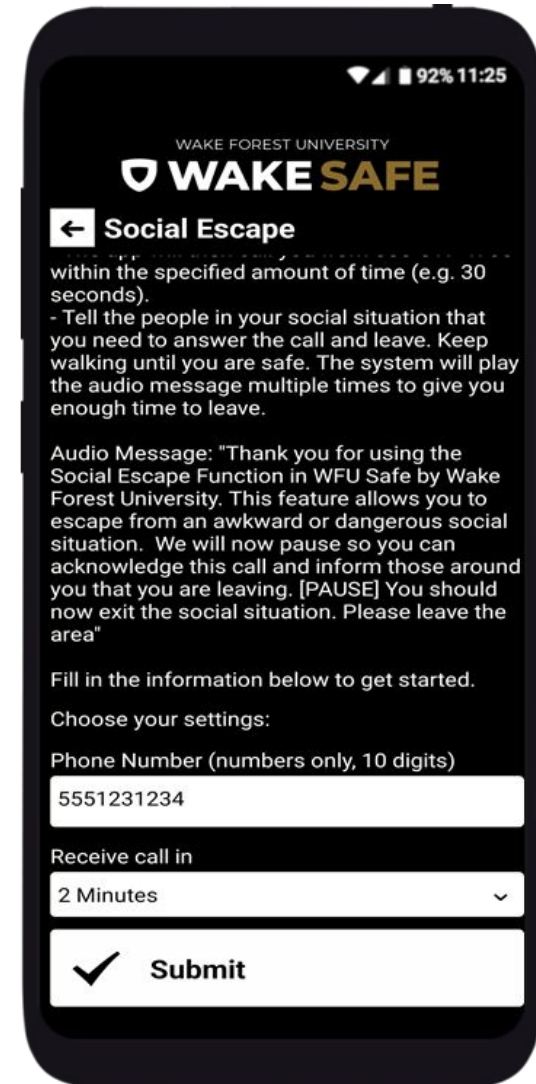 92% 11:25
WAKE FOREST UNIVERSITY
WAKE SAFE
Social Escape
within the specified amount of time (e.g. 30
seconds).
- Tell the people in your social situation that
you need to answer the call and leave. Keep
walking until you are safe. The system will play
the audio message multiple times to give you
enough time to leave.
Audio Message: "Thank you for using the
Social Escape Function in WFU Safe by Wake
Forest University. This feature allows you to
escape from an awkward or dangerous social
situation.  We will now pause so you can
acknowledge this call and inform those around
you that you are leaving. [PAUSE] You should
now exit the social situation. Please leave the
area"
Fill in the information below to get started.
Choose your settings:
Phone Number (numbers only, 10 digits)
5551231234
Receive call in
2 Minutes
Submit